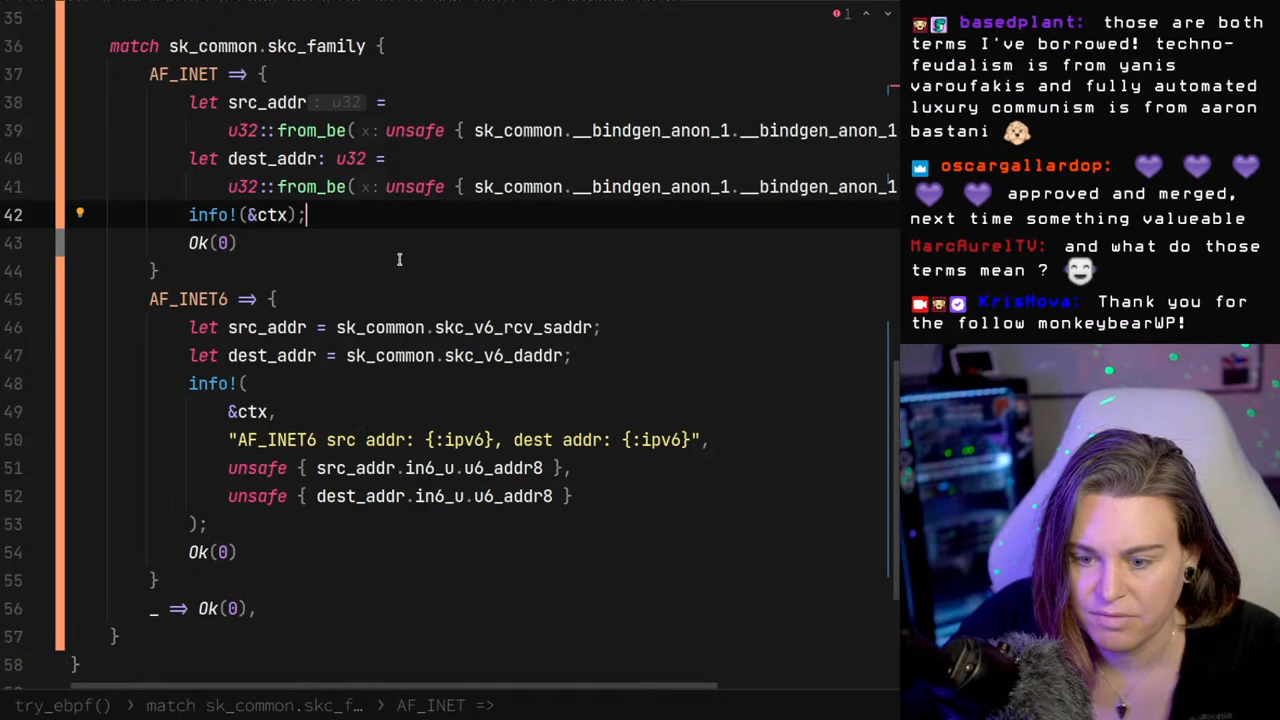 35
36 match sk_common.skc_family {
37 AF_INET => {
38 let src_addr : u32 =
39 u32::from_be( x: unsafe { sk_common.__bindgen_anon_1.__bindgen_anon_1
40 let dest_addr: u32 =
41 u32::from_be( x: unsafe { sk_common.__bindgen_anon_1.__bindgen_anon_1
42 info!(&ctx);
43 Ok(0)
44 }
45 AF_INET6 => {
46 let src_addr = sk_common.skc_v6_rcv_saddr;
47 let dest_addr = sk_common.skc_v6_daddr;
48 info!(
49 &ctx,
50 "AF_INET6 src addr: {:ipv6}, dest addr: {:ipv6}",
51 unsafe { src_addr.in6_u.u6_addr8 },
52 unsafe { dest_addr.in6_u.u6_addr8 }
53 );
54 Ok(0)
55 }
56 _ => Ok(0),
57 }
58 }
1
try_ebpf() > match sk_common.skc_f… > AF_INET =>
basedplant: those are both
terms I've borrowed! techno-
feudalism is from yanis
varoufakis and fully automated
luxury communism is from aaron
bastani
oscargallardop:
approved and merged,
next time something valueable
MarcAurelTV: and what do those
terms mean ?
KrisNova: Thank you for
the follow monkeybearWP!